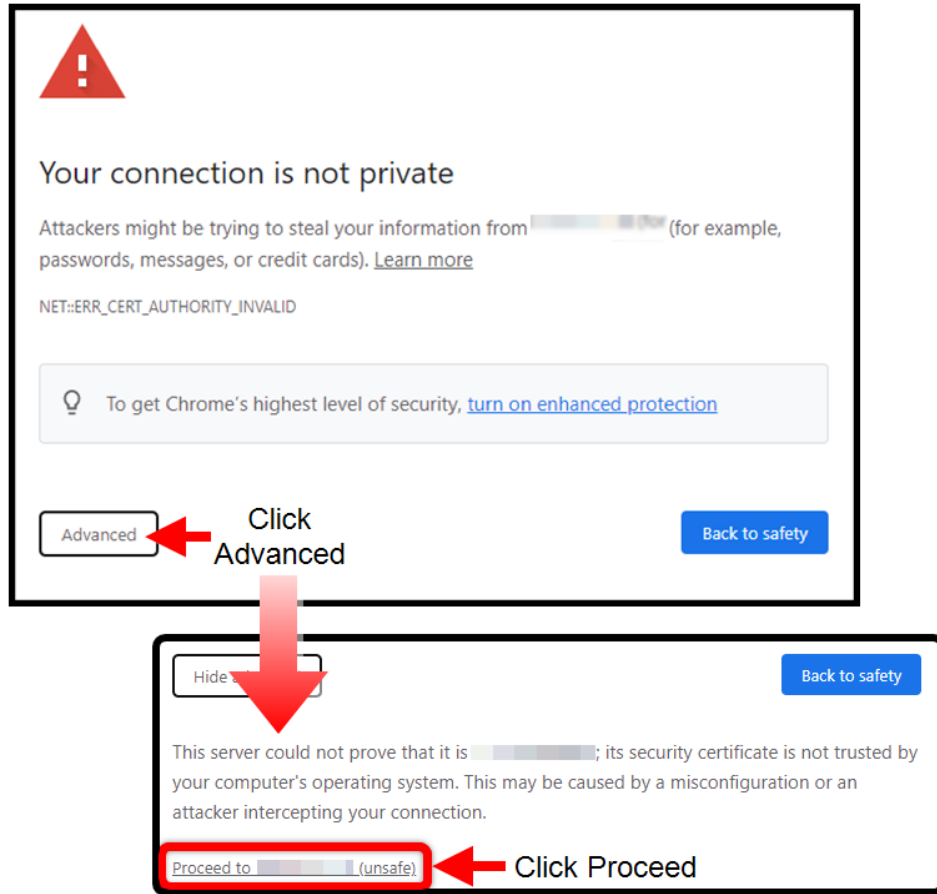 Your connection is not private
Attackers might be trying to steal your information from (for example,
passwords, messages, or credit cards). Learn more
NET::ERR_CERT_AUTHORITY_INVALID
To get Chrome's highest level of security, turn on enhanced protection
Advanced
Click
Advanced
Back to safety
Hide
Back to safety
This server could not prove that it is ; its security certificate is not trusted by
your computer's operating system. This may be caused by a misconfiguration or an
attacker intercepting your connection.
Proceed to (unsafe)
Click Proceed